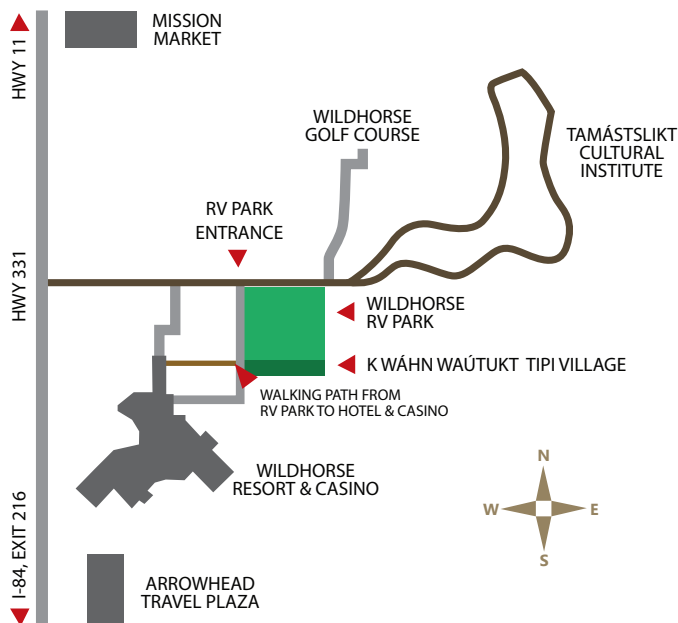 HWY 11
MISSION
MARKET
WILDHORSE
GOLF COURSE
TAMÁSTSLIKT
CULTURAL
INSTITUTE
RV PARK
ENTRANCE
HWY 331
WILDHORSE
RV PARK
K WÁHN WAÚTUKT TIPI VILLAGE
WALKING PATH FROM
RV PARK TO HOTEL & CASINO
WILDHORSE
RESORT & CASINO
N
W
E
S
I-84, EXIT 216
ARROWHEAD
TRAVEL PLAZA